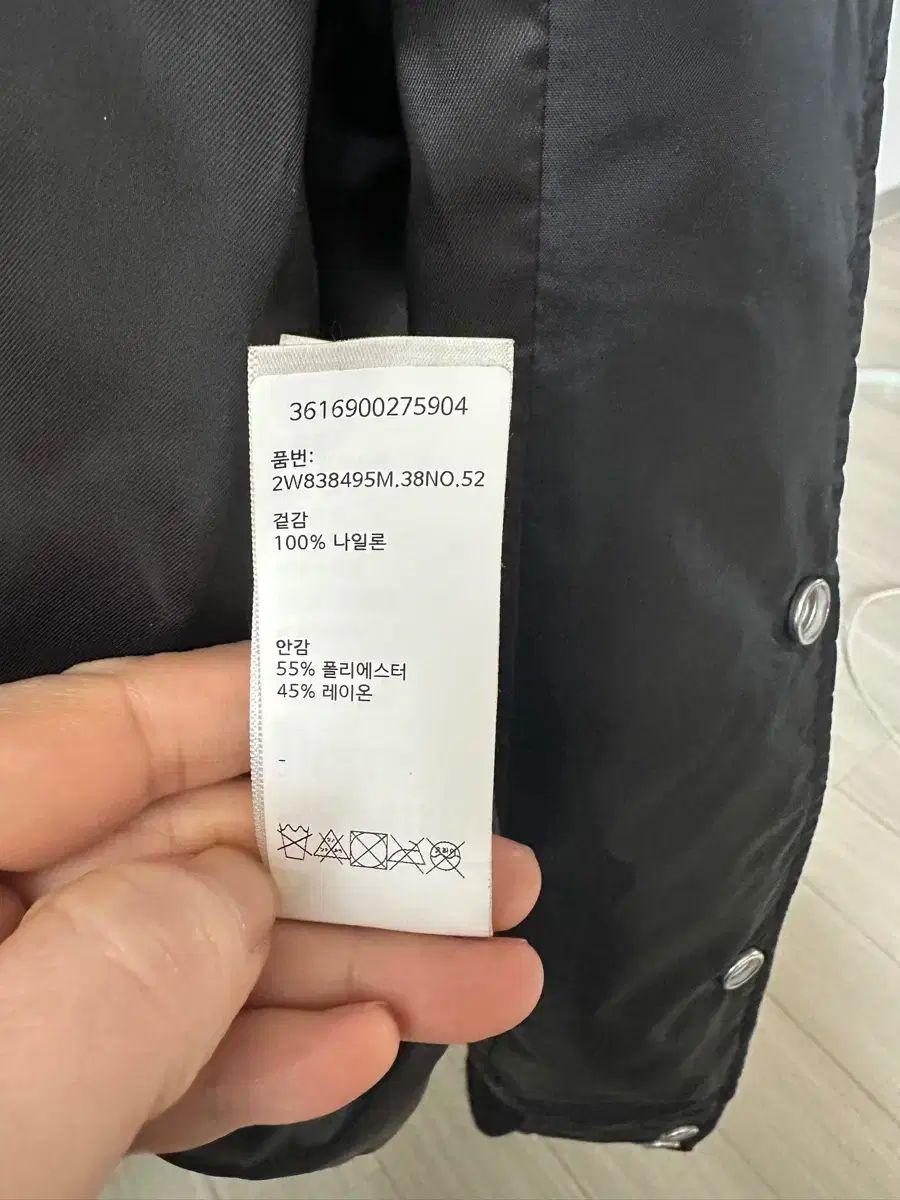 3616900275904
품번:
2W838495M.38NO.52
겉감
100% 나일론
안감
55% 폴리에스터
45% 레이온
-